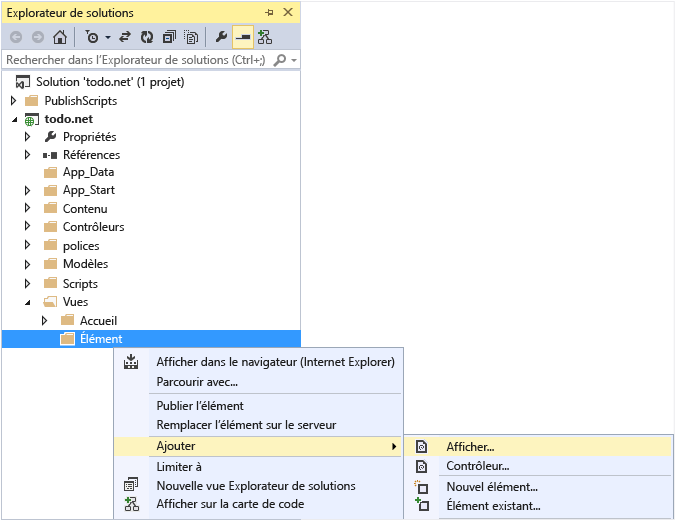 Explorateur de solutions
Rechercher dans l'Explorateur de solutions (Ctrl+;)
Solution 'todo.net' (1 projet)
PublishScripts
todo.net
Propriétés
Références
App_Data
App_Start
Contenu
Contrôleurs
polices
Modèles
Scripts
Vues
Accueil
Élément
Afficher dans le navigateur (Internet Explorer)
Parcourir avec...
Publier l'élément
Remplacer l'élément sur le serveur
Ajouter
Limiter à
Nouvelle vue Explorateur de solutions
Afficher sur la carte de code
Afficher...
Contrôleur...
Nouvel élément...
Élément existant...